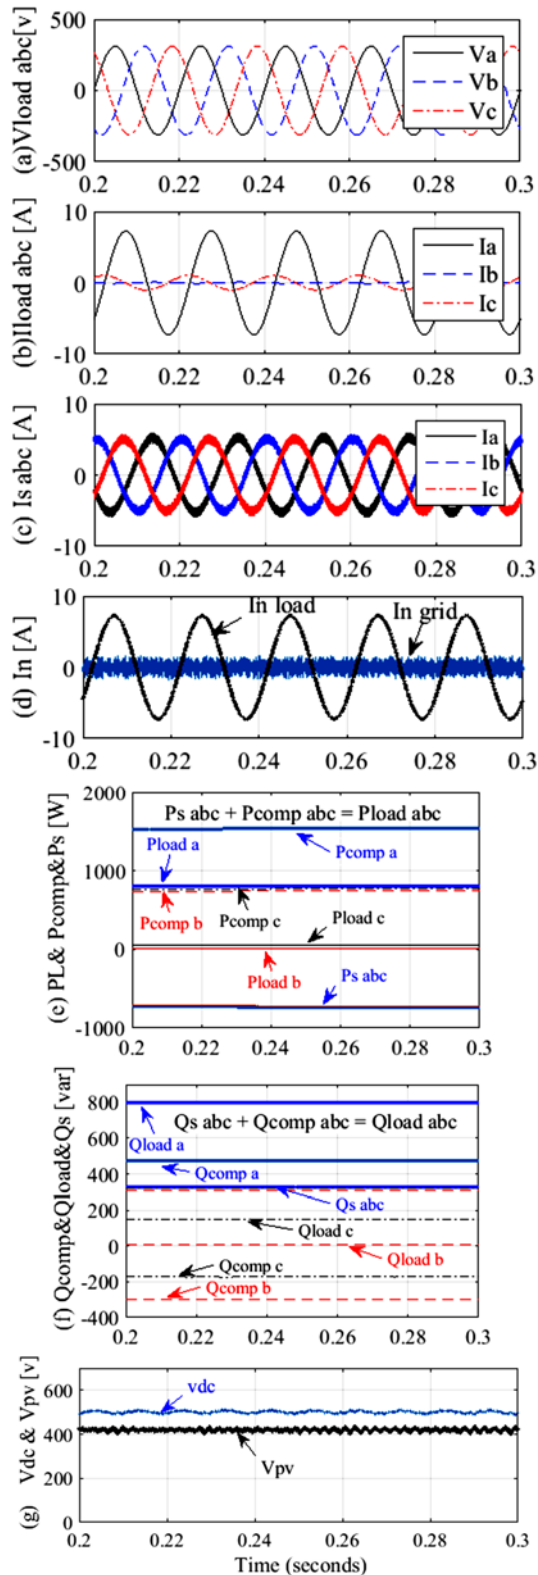 (a)Vload abc[v]
500
0
-500
Va
Vb
Vc
0.2 0.22 0.24 0.26 0.28 0.3
(b)Iload abc [A]
10
0
-10
Ia
Ib
Ic
0.2 0.22 0.24 0.26 0.28 0.3
(c) Is abc [A]
10
0
-10
Ia
Ib
Ic
0.2 0.22 0.24 0.26 0.28 0.3
(d) In [A]
10
0
-10
In load
In grid
0.2 0.22 0.24 0.26 0.28 0.3
(e) PL& Pcomp&Ps [W]
2000
1000
0
-1000
Ps abc + Pcomp abc = Pload abc
Pload a
Pcomp a
Pcomp b
Pcomp c
Pload c
Pload b
Ps abc
0.2 0.22 0.24 0.26 0.28 0.3
(f) Qcomp&Qload&Qs [var]
800
600
400
200
0
-200
-400
Qs abc + Qcomp abc = Qload abc
Qload a
Qcomp a
Qs abc
Qload c
Qcomp c
Qload b
Qcomp b
0.2 0.22 0.24 0.26 0.28 0.3
(g) Vdc & Vpv [v]
600
400
200
0
vdc
Vpv
0.2 0.22 0.24 0.26 0.28 0.3
Time (seconds)